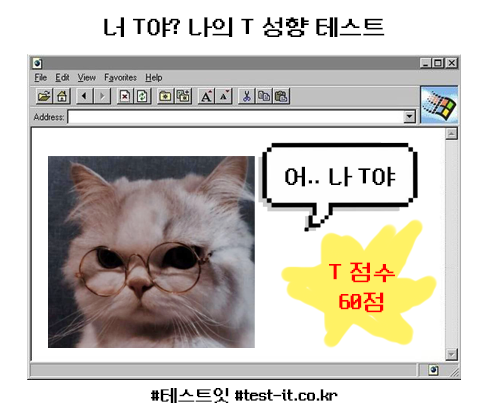 너 T야? 나의 T 성향 테스트
File Edit View Favorites Help
Address:
어.. 나 T야
T 점수
60점
#테스트잇 #test-it.co.kr